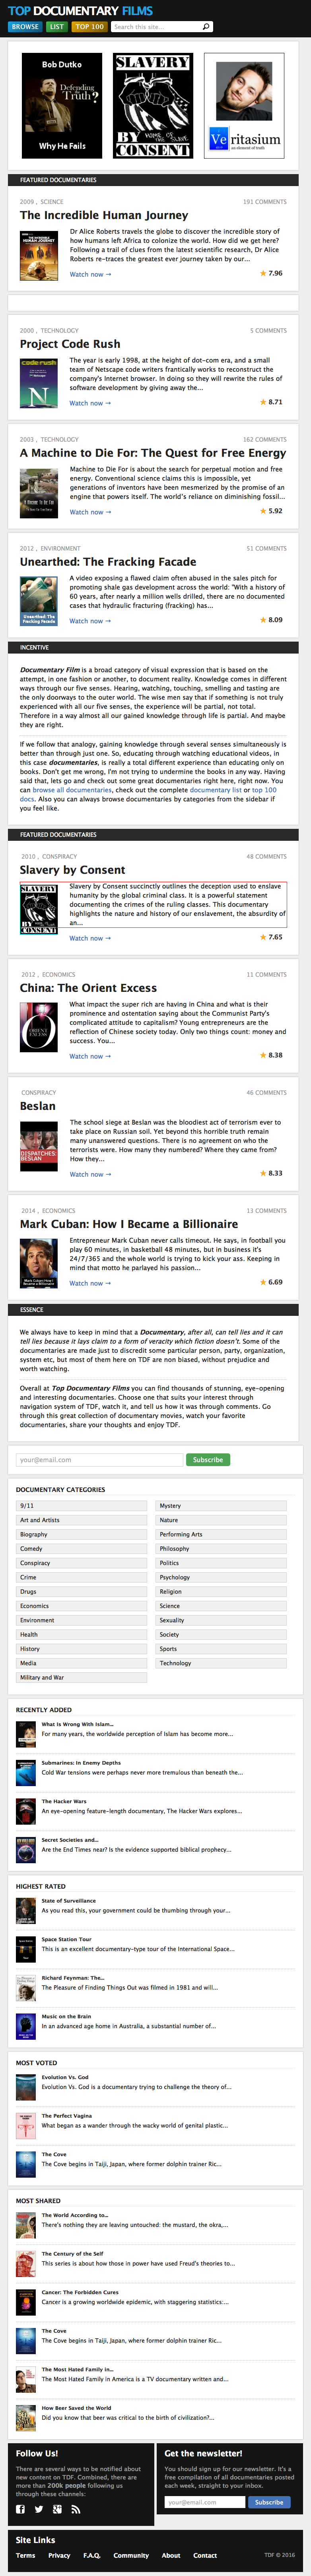 TOP DOCUMENTARY FILMS
BROWSE LIST TOP 100 Search this site...
Bob Dutko
Defending Truth?
Why He Fails
SLAVERY
BY CONSENT
Ve ritasium
an element of truth
FEATURED DOCUMENTARIES
2009 , SCIENCE 191 COMMENTS
The Incredible Human Journey
Dr Alice Roberts travels the globe to discover the incredible story of
how humans left Africa to colonize the world. How did we get here?
Following a trail of clues from the latest scientific research, Dr Alice
Roberts re-traces the greatest ever journey taken by our...
Watch now → 7.96
2000 , TECHNOLOGY 5 COMMENTS
Project Code Rush
The year is early 1998, at the height of dot-com era, and a small
team of Netscape code writers frantically works to reconstruct the
company's Internet browser. In doing so they will rewrite the rules of
software development by giving away the...
Watch now → 8.71
2003 , TECHNOLOGY 162 COMMENTS
A Machine to Die For: The Quest for Free Energy
Machine to Die For is about the search for perpetual motion and free
energy. Conventional science claims this is impossible, yet
generations of inventors have been mesmerized by the promise of an
engine that powers itself. The world's reliance on diminishing fossil...
Watch now → 5.92
2012 , ENVIRONMENT 51 COMMENTS
Unearthed: The Fracking Facade
A video exposing a flawed claim often abused in the sales pitch for
promoting shale gas development across the world: "With a history of
60 years, after nearly a million wells drilled, there are no documented
cases that hydraulic fracturing (fracking) has...
Unearthed: The
Fracking Facade
Watch now → 8.09
INCENTIVE
Documentary Film is a broad category of visual expression that is based on the
attempt, in one fashion or another, to document reality. Knowledge comes in different
ways through our five senses. Hearing, watching, touching, smelling and tasting are
the only doorways to the outer world. The wise men say that if something is not truly
experienced with all our five senses, the experience will be partial, not total.
Therefore in a way almost all our gained knowledge through life is partial. And maybe
they are right.
If we follow that analogy, gaining knowledge through several senses simultaneously is
better than through just one. So, educating through watching educational videos, in
this case documentaries, is really a total different experience than educating only by
books. Don't get me wrong, I'm not trying to undermine the books in any way. Having
said that, lets go and check out some great documentaries right here, right now. You
can browse all documentaries, check out the complete documentary list or top 100
docs. Also you can always browse documentaries by categories from the sidebar if
you feel like.
FEATURED DOCUMENTARIES
2010 , CONSPIRACY 48 COMMENTS
Slavery by Consent
Slavery by Consent succinctly outlines the deception used to enslave
humanity by the global criminal class. It is a powerful statement
documenting the crimes of the ruling classes. This documentary
highlights the nature and history of our enslavement, the absurdity of
an...
SLAVERY
BY CONSENT
Watch now → 7.65
2012 , ECONOMICS 11 COMMENTS
China: The Orient Excess
What impact the super rich are having in China and what is their
prominence and ostentation saying about the Communist Party's
complicated attitude to capitalism? Young entrepreneurs are the
reflection of Chinese society today. Only two things count: money and
success. You...
ORIENT
EXCESS
Watch now → 8.38
CONSPIRACY 46 COMMENTS
Beslan
The school siege at Beslan was the bloodiest act of terrorism ever to
take place on Russian soil. Yet beyond this horrible truth remain
many unanswered questions. There is no agreement on who the
terrorists were. How many they numbered? Where they came from?
How they...
DISPATCHES:
BESLAN
Watch now → 8.33
2014 , ECONOMICS 13 COMMENTS
Mark Cuban: How I Became a Billionaire
Entrepreneur Mark Cuban never calls timeout. He says, in football you
play 60 minutes, in basketball 48 minutes, but in business it's
24/7/365 and the whole world is trying to kick your ass. Keeping in
mind that motto he parlayed his passion...
Watch now → 6.69
ESSENCE
We always have to keep in mind that a Documentary, after all, can tell lies and it can
tell lies because it lays claim to a form of veracity which fiction doesn't. Some of the
documentaries are made just to discredit some particular person, party, organization,
system etc, but most of them here on TDF are non biased, without prejudice and
worth watching.
Overall at Top Documentary Films you can find thousands of stunning, eye-opening
and interesting documentaries. Choose one that suits your interest through
navigation system of TDF, watch it, and tell us how it was through comments. Go
through this great collection of documentary movies, watch your favorite
documentaries, share your thoughts and enjoy TDF.
your@email.com Subscribe
DOCUMENTARY CATEGORIES
9/11 Mystery
Art and Artists Nature
Biography Performing Arts
Comedy Philosophy
Conspiracy Politics
Crime Psychology
Drugs Religion
Economics Science
Environment Sexuality
Health Society
History Sports
Media Technology
Military and War
RECENTLY ADDED
What Is Wrong With Islam...
For many years, the worldwide perception of Islam has become more...
Submarines: In Enemy Depths
Cold War tensions were perhaps never more tremulous than beneath the...
The Hacker Wars
An eye-opening feature-length documentary, The Hacker Wars explores...
Secret Societies and...
Are the End Times near? Is the evidence supported biblical prophecy...
HIGHEST RATED
State of Surveillance
As you read this, your government could be thumbing through your...
Space Station Tour
This is an excellent documentary-type tour of the International Space...
Richard Feynman: The...
The Pleasure of Finding Things Out was filmed in 1981 and will...
Music on the Brain
In an advanced age home in Australia, a substantial number of...
MOST VOTED
Evolution Vs. God
Evolution Vs. God is a documentary trying to challenge the theory of...
The Perfect Vagina
What began as a wander through the wacky world of genital plastic...
The Cove
The Cove begins in Taiji, Japan, where former dolphin trainer Ric...
MOST SHARED
The World According to...
There's nothing they are leaving untouched: the mustard, the okra,...
The Century of the Self
This series is about how those in power have used Freud's theories to...
Cancer: The Forbidden Cures
Cancer is a growing worldwide epidemic, with staggering statistics:...
The Cove
The Cove begins in Taiji, Japan, where former dolphin trainer Ric...
The Most Hated Family in...
The Most Hated Family in America is a TV documentary written and...
How Beer Saved the World
Did you know that beer was critical to the birth of civilization?...
Follow Us!
There are several ways to be notified about
new content on TDF. Combined, there are
more than 200k people following us
through these channels:
Get the newsletter!
You should sign up for our newsletter. It's a
free compilation of all documentaries posted
each week, straight to your inbox.
your@email.com Subscribe
Site Links
Terms Privacy F.A.Q. Community About Contact TDF © 2016